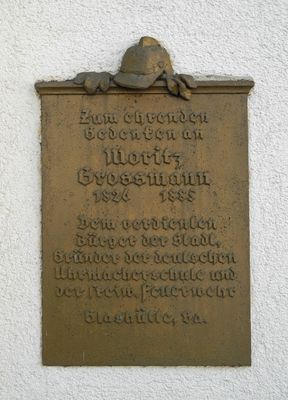 Zum ehrenden
Gedenken an
Moritz
Grossmann
1826 1885
Dem verdienten
Bürger der Stadt,
Gründer der deutschen
Uhrmacherschule und
der freiw. Feuerwehr
Glashütte, Sa.